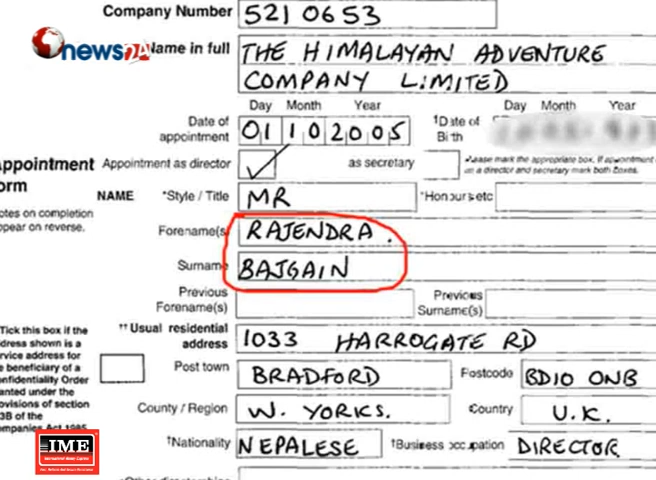 Company Number 5210653
news24
Name in full THE HIMALAYAN ADVENTURE
COMPANY LIMITED
Day Month Year
Day Month Year
Date of appointment 01 10 2005
†Date of Birth
Appointment
form
Appointment as director ✓ as secretary
Please mark the appropriate box. If appointment
as a director and secretary mark both boxes.
NAME *Style / Title MR
*Honours etc
Notes on completion
appear on reverse.
Forename(s) RAJENDRA .
Surname BAJGAIN
Previous Forename(s)
Previous Surname(s)
†† Usual residential address 1033 HARROGATE RD
Tick this box if the
address shown is a
service address for
the beneficiary of a
Confidentiality Order
granted under the
provisions of section
723B of the
Companies Act 1985
Post town BRADFORD
Postcode BD10 0NB
County / Region W. YORKS.
Country U.K.
†Nationality NEPALESE
†Business occupation DIRECTOR
IME